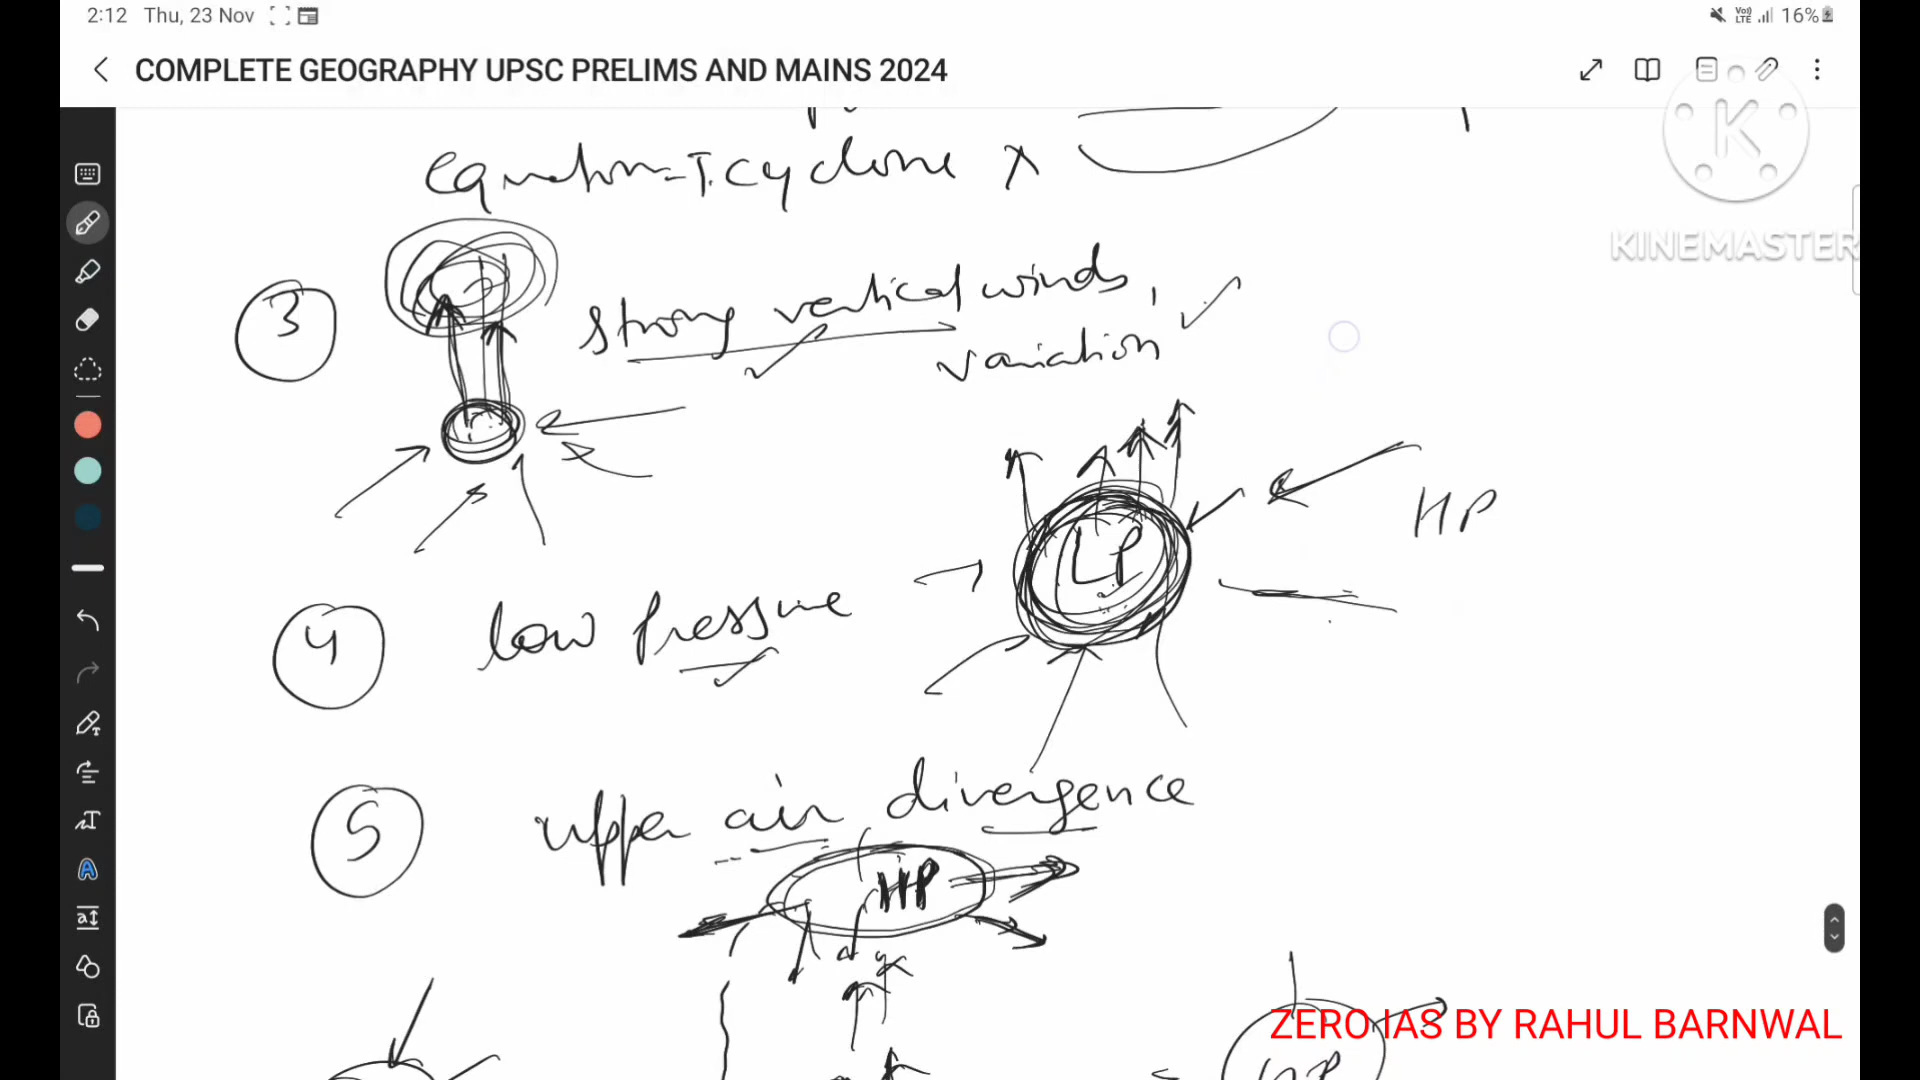 2:12 Thu, 23 Nov
16%
COMPLETE GEOGRAPHY UPSC PRELIMS AND MAINS 2024
K
KINEMASTER
equator - T. cyclone X
3 strong vertical winds,
variation
HP
LP
4 low pressure
5 upper air divergence
HP
ZERO IAS BY RAHUL BARNWAL